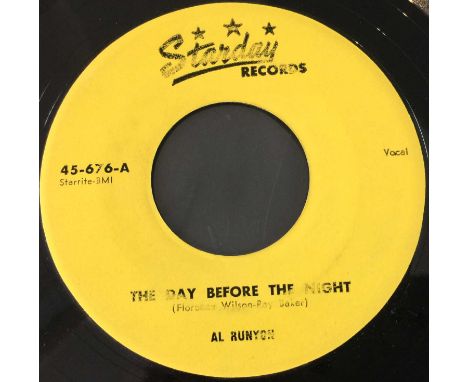 Starday
RECORDS
45-676-A
Starrite-BMI
Vocal
THE DAY BEFORE THE NIGHT
(Florence Wilson-Ray Baker)
AL RUNYON